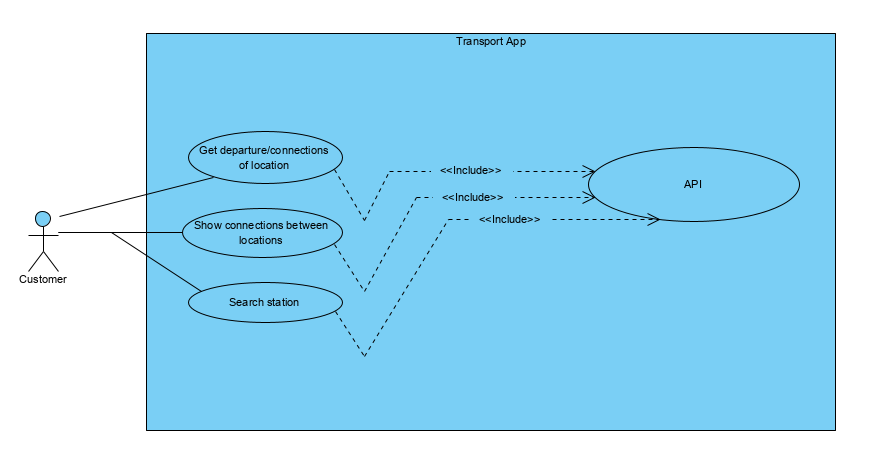 Transport App
Get departure/connections
of location
<<Include>>
API
<<Include>>
<<Include>>
Show connections between
locations
Customer
Search station